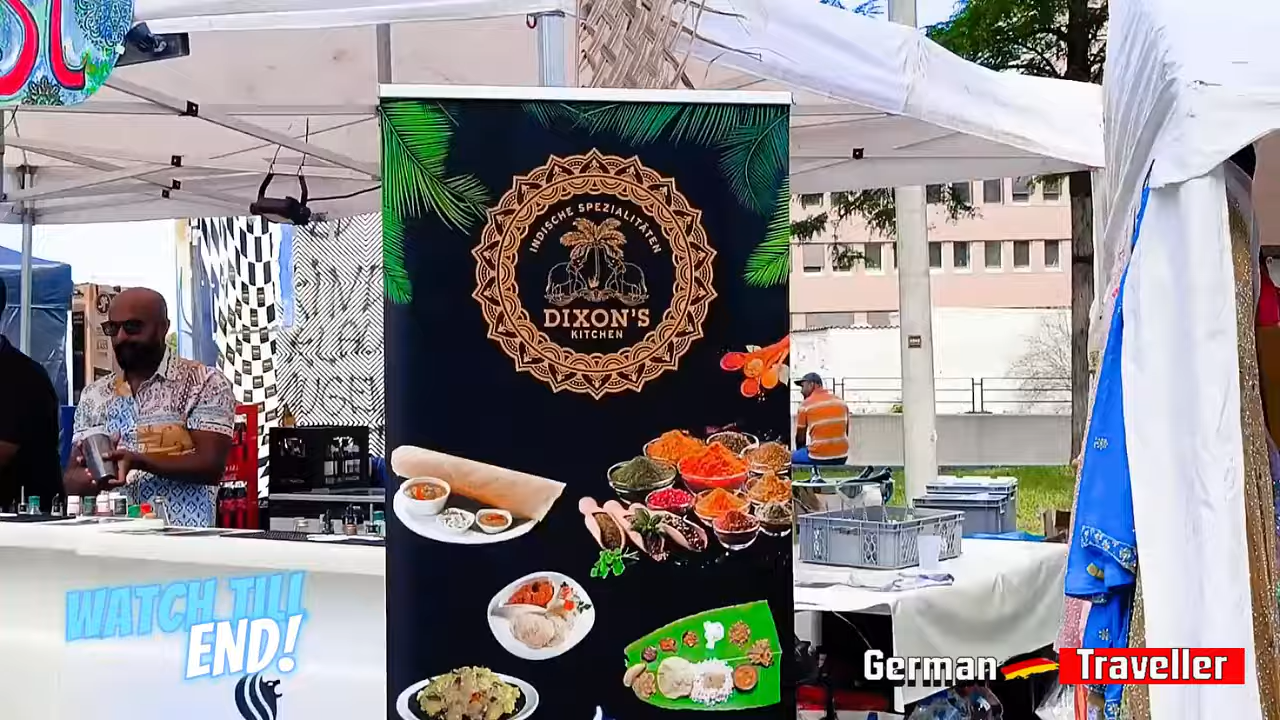 INDISCHE SPEZIALITÄTEN
DIXON'S
KITCHEN
WATCH TILL
END!
German Traveller